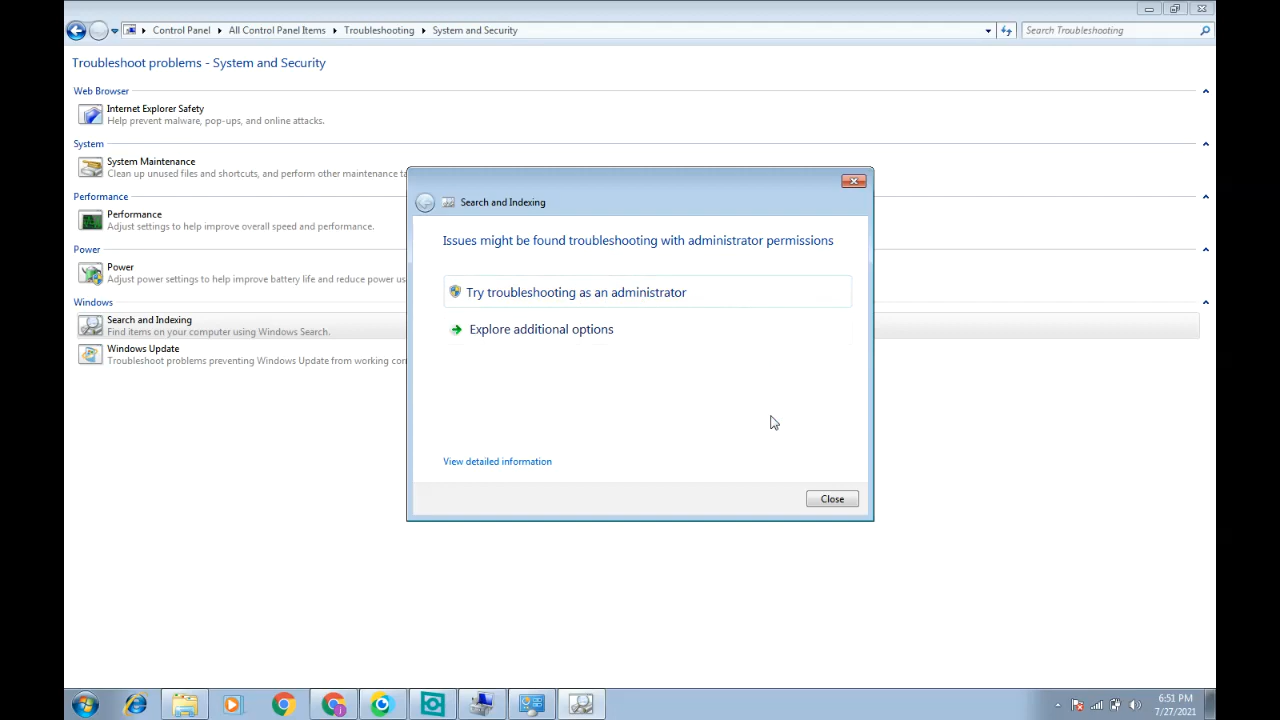 Control Panel
All Control Panel Items
Troubleshooting
System and Security
Search Troubleshooting
Troubleshoot problems - System and Security
Web Browser
Internet Explorer Safety
Help prevent malware, pop-ups, and online attacks.
System
System Maintenance
Clean up unused files and shortcuts, and perform other maintenance ta
Performance
Performance
Adjust settings to help improve overall speed and performance.
Power
Power
Adjust power settings to help improve battery life and reduce power us
Windows
Search and Indexing
Find items on your computer using Windows Search.
Windows Update
Troubleshoot problems preventing Windows Update from working cor
Search and Indexing
Issues might be found troubleshooting with administrator permissions
Try troubleshooting as an administrator
Explore additional options
View detailed information
Close
6:51 PM
7/27/2021